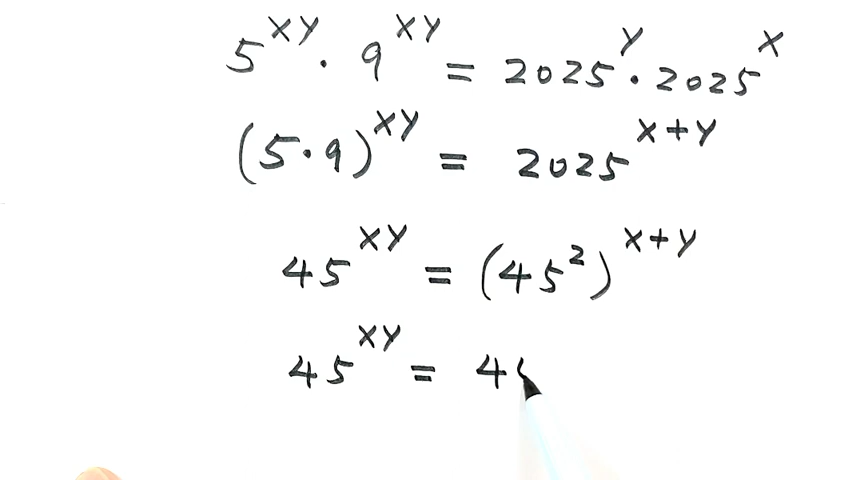 5^{xy} · 9^{xy} = 2025^y · 2025^x
(5·9)^{xy} = 2025^{x+y}
45^{xy} = (45^2)^{x+y}
45^{xy} = 4